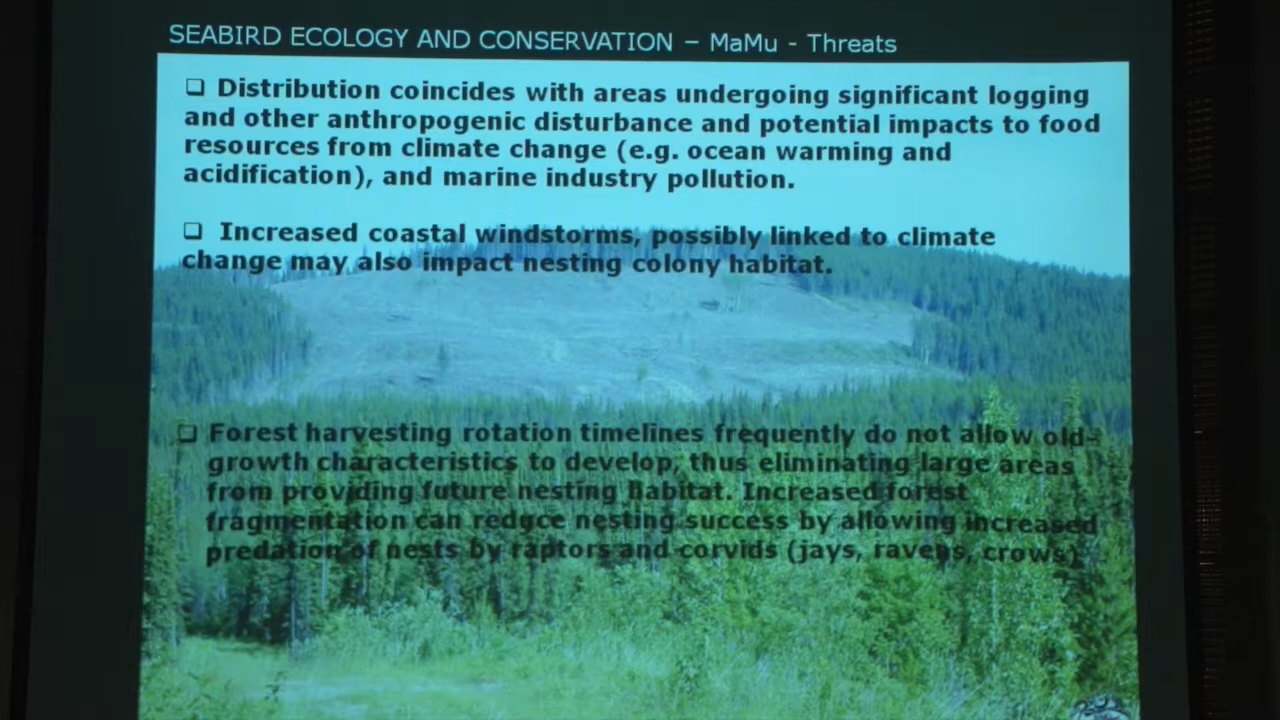 SEABIRD ECOLOGY AND CONSERVATION – MaMu - Threats
❑ Distribution coincides with areas undergoing significant logging
and other anthropogenic disturbance and potential impacts to food
resources from climate change (e.g. ocean warming and
acidification), and marine industry pollution.
❑ Increased coastal windstorms, possibly linked to climate
change may also impact nesting colony habitat.
❑ Forest harvesting rotation timelines frequently do not allow old-
growth characteristics to develop, thus eliminating large areas
from providing future nesting habitat. Increased forest
fragmentation can reduce nesting success by allowing increased
predation of nests by raptors and corvids (jays, ravens, crows)